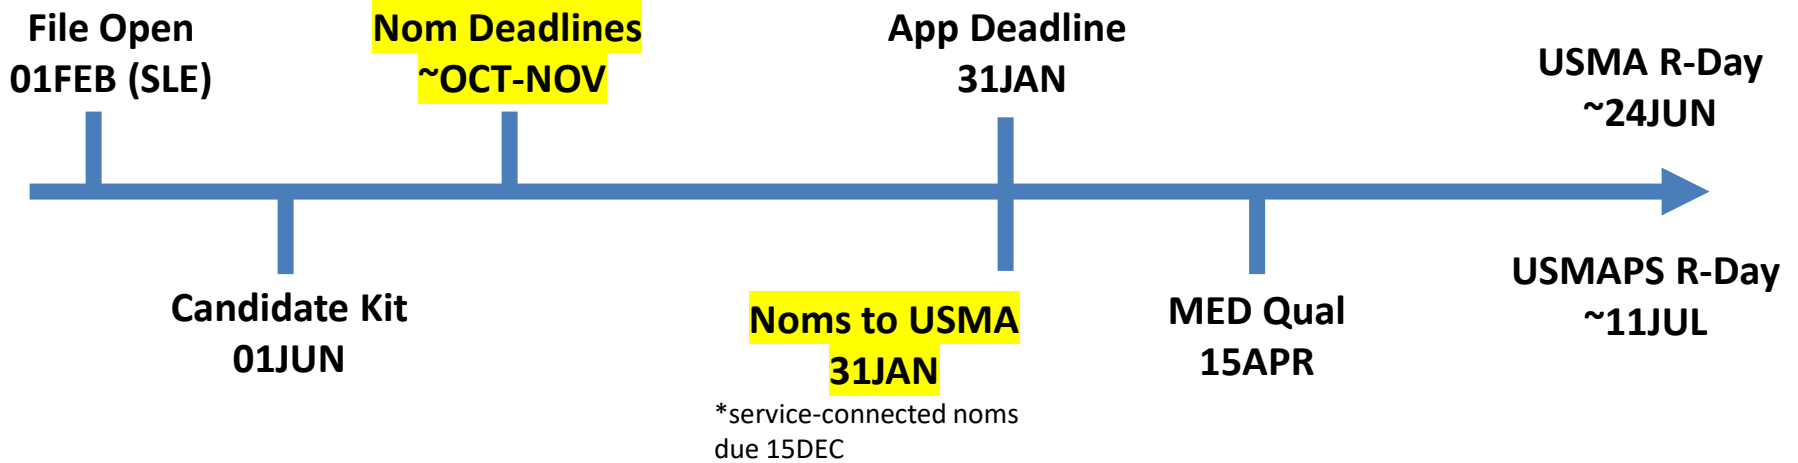 File Open
01FEB (SLE)
Nom Deadlines
~OCT-NOV
App Deadline
31JAN
USMA R-Day
~24JUN
Candidate Kit
01JUN
Noms to USMA
31JAN
*service-connected noms
due 15DEC
MED Qual
15APR
USMAPS R-Day
~11JUL